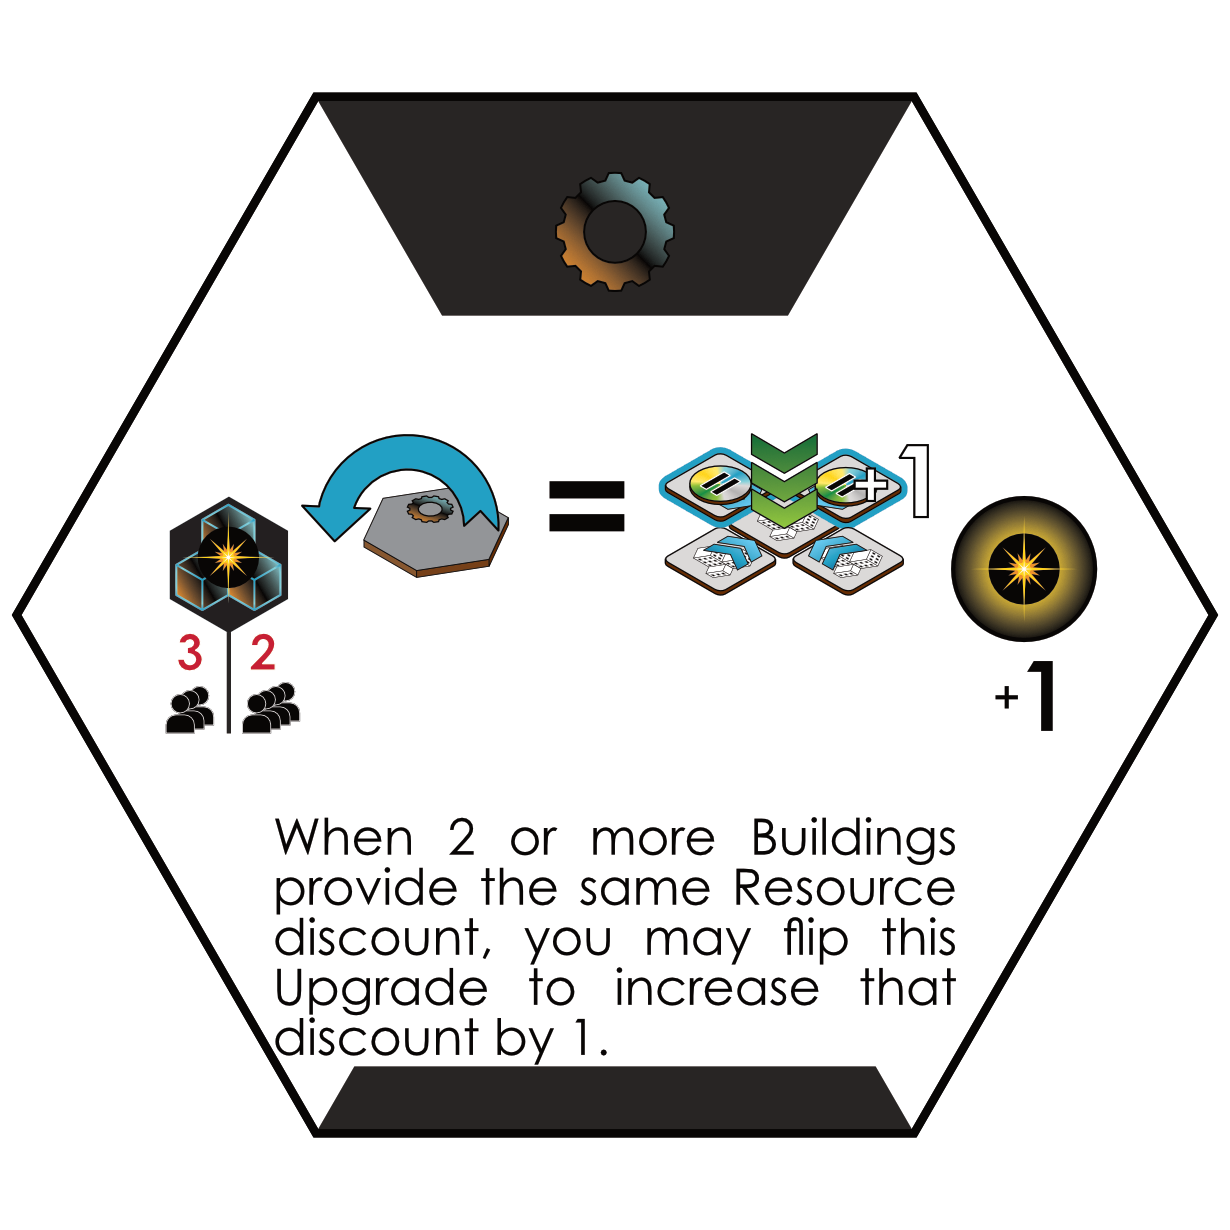 +1
3 2
+1
When 2 or more Buildings
provide the same Resource
discount, you may flip this
Upgrade to increase that
discount by 1.